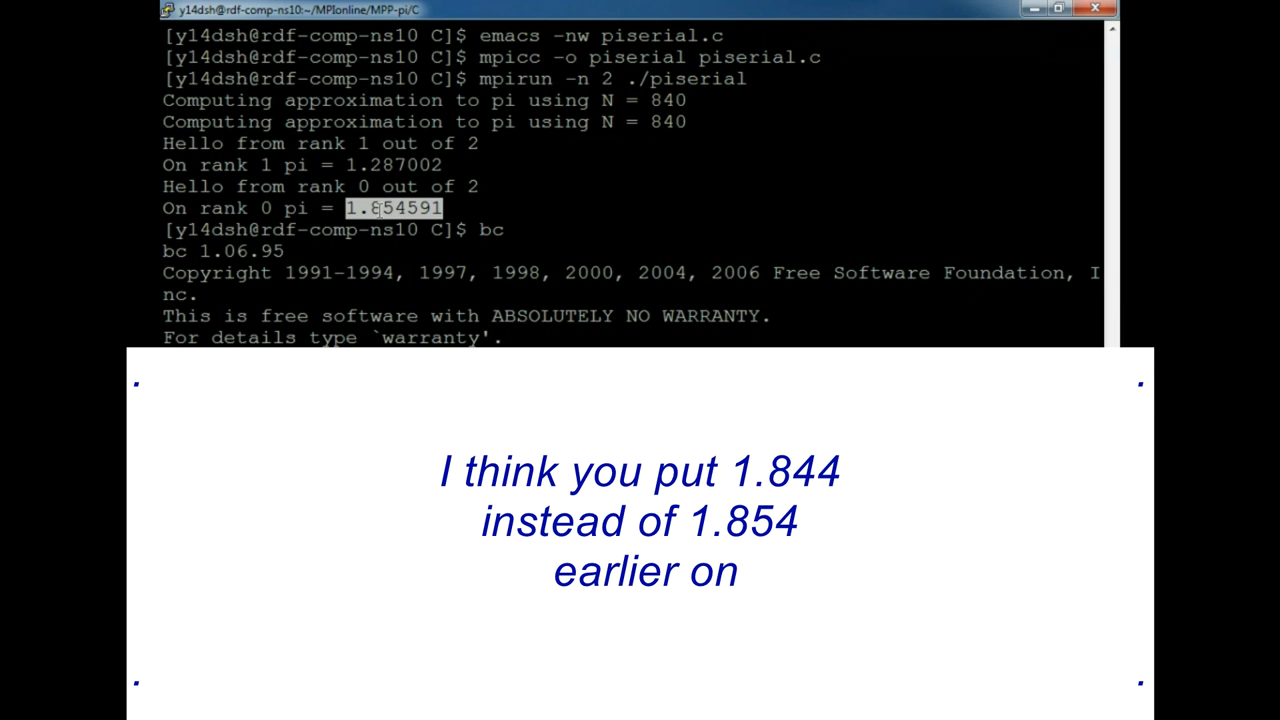 y14dsh@rdf-comp-ns10:~/MPIonline/MPP-pi/C
[y14dsh@rdf-comp-ns10 C]$ emacs -nw piserial.c
[y14dsh@rdf-comp-ns10 C]$ mpicc -o piserial piserial.c
[y14dsh@rdf-comp-ns10 C]$ mpirun -n 2 ./piserial
Computing approximation to pi using N = 840
Computing approximation to pi using N = 840
Hello from rank 1 out of 2
On rank 1 pi = 1.287002
Hello from rank 0 out of 2
On rank 0 pi = 1.854591
[y14dsh@rdf-comp-ns10 C]$ bc
bc 1.06.95
Copyright 1991-1994, 1997, 1998, 2000, 2004, 2006 Free Software Foundation, I
nc.
This is free software with ABSOLUTELY NO WARRANTY.
For details type `warranty'.
. .
I think you put 1.844
instead of 1.854
earlier on
. .